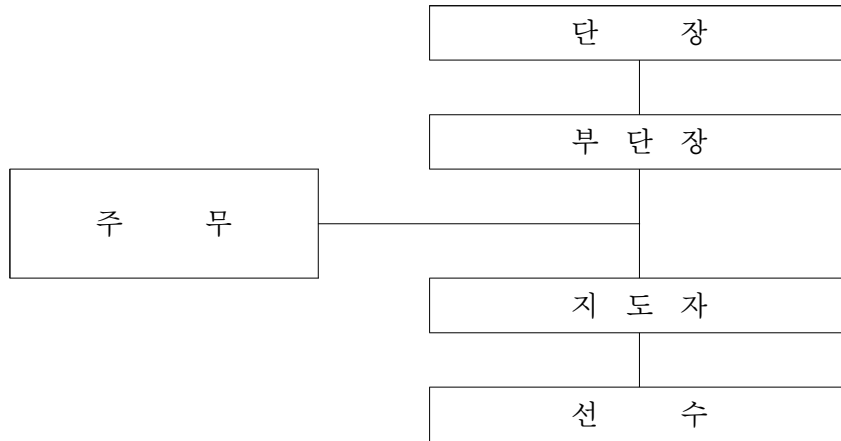 단 장
부 단 장
주 무
지 도 자
선 수